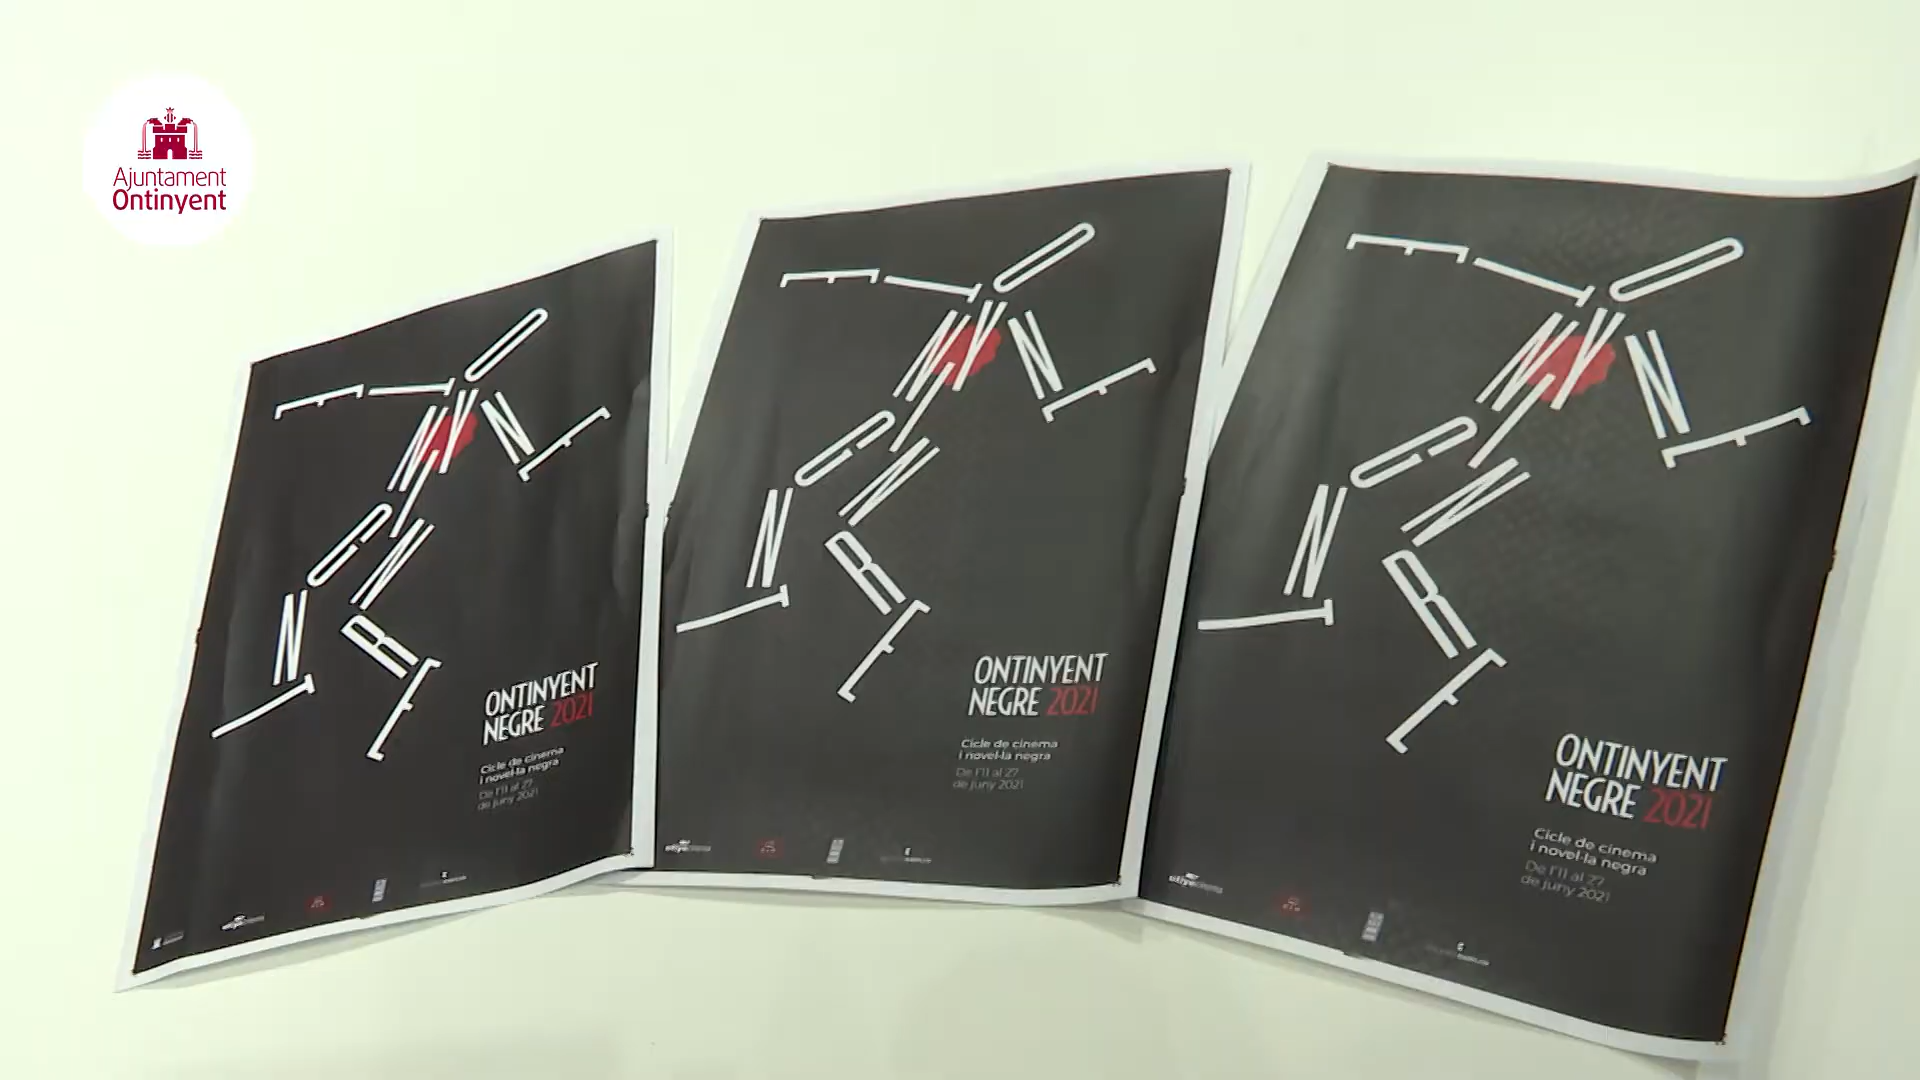 Ajuntament
Ontinyent
ONTINYENT
NEGRE 2021
Cicle de cinema
i novel·la negra
De l'11 al 27
de juny 2021
ONTINYENT
NEGRE 2021
Cicle de cinema
i novel·la negra
De l'11 al 27
de juny 2021
ONTINYENT
NEGRE 2021
Cicle de cinema
i novel·la negra
De l'11 al 27
de juny 2021